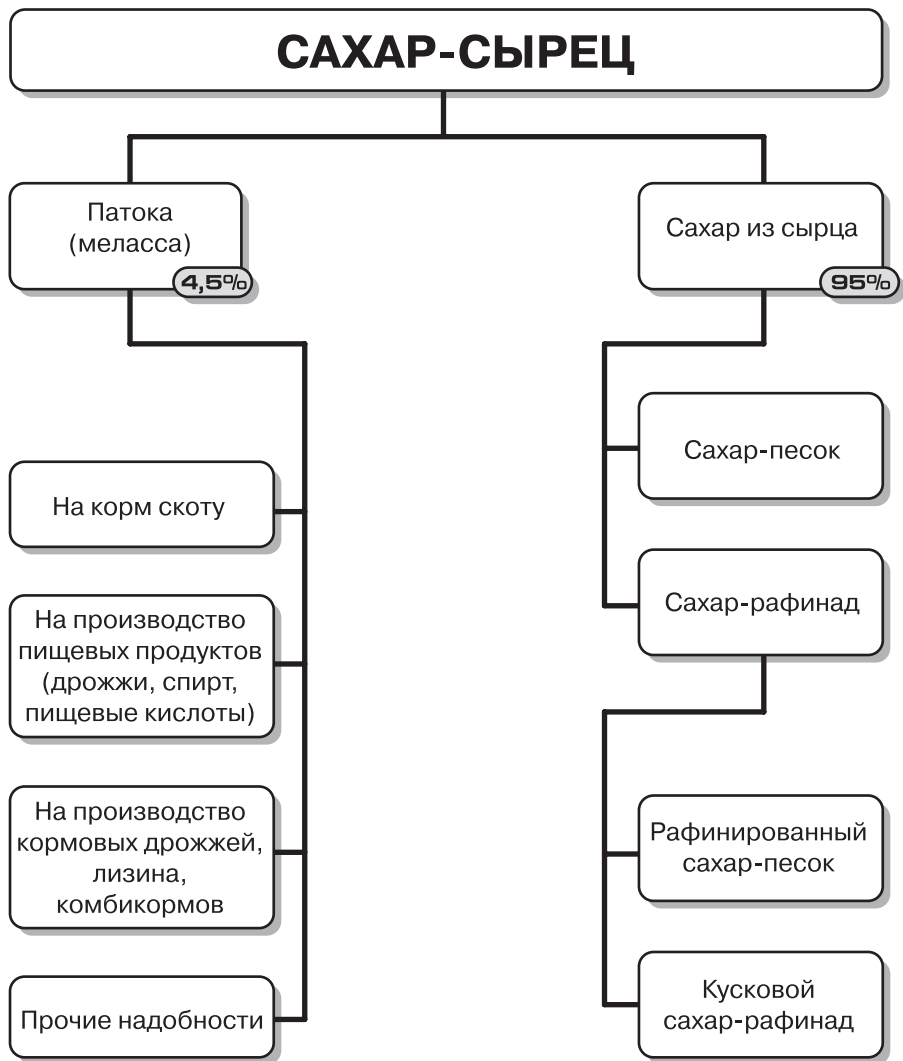 САХАР-СЫРЕЦ
Патока
(меласса)
4,5%
Сахар из сырца
95%
На корм скоту
На производство
пищевых продуктов
(дрожжи, спирт,
пищевые кислоты)
На производство
кормовых дрожжей,
лизина,
комбикормов
Прочие надобности
Сахар-песок
Сахар-рафинад
Рафинированный
сахар-песок
Кусковой
сахар-рафинад